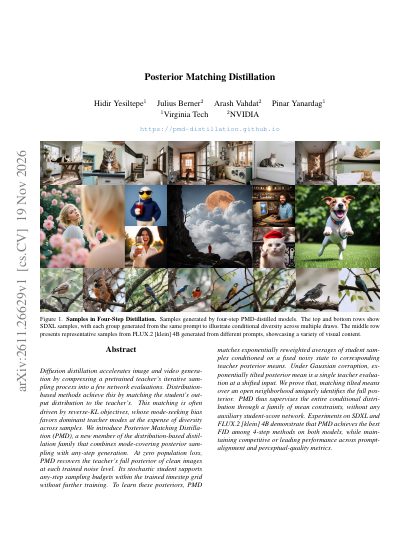 Posterior Matching Distillation
Hidir Yesiltepe1 Julius Berner2 Arash Vahdat2 Pinar Yanardag1
1Virginia Tech 2NVIDIA
https://pmd-distillation.github.io
arXiv:2611.26629v1 [cs.CV] 19 Nov 2026
Figure 1. Samples in Four-Step Distillation. Samples generated by four-step PMD-distilled models. The top and bottom rows show
SDXL samples, with each group generated from the same prompt to illustrate conditional diversity across multiple draws. The middle row
presents representative samples from FLUX.2 [klein] 4B generated from different prompts, showcasing a variety of visual content.
Abstract
Diffusion distillation accelerates image and video genera-
tion by compressing a pretrained teacher's iterative sam-
pling process into a few network evaluations. Distribution-
based methods achieve this by matching the student's out-
put distribution to the teacher's. This matching is often
driven by reverse-KL objectives, whose mode-seeking bias
favors dominant teacher modes at the expense of diversity
across samples. We introduce Posterior Matching Distilla-
tion (PMD), a new member of the distribution-based distil-
lation family that combines mode-covering posterior sam-
pling with any-step generation. At zero population loss,
PMD recovers the teacher's full posterior of clean images
at each trained noise level. Its stochastic student supports
any-step sampling budgets within the trained timestep grid
without further training. To learn these posteriors, PMD
matches exponentially reweighted averages of student sam-
ples conditioned on a fixed noisy state to corresponding
teacher posterior means. Under Gaussian corruption, ex-
ponentially tilted posterior mean is a single teacher evalua-
tion at a shifted input. We prove that, matching tilted means
over an open neighborhood uniquely identifies the full pos-
terior. PMD thus supervises the entire conditional distri-
bution through a family of mean constraints, without any
auxiliary student-score network. Experiments on SDXL and
FLUX.2 [klein] 4B demonstrate that PMD achieves the best
FID among 4-step methods on both models, while main-
taining competitive or leading performance across prompt-
alignment and perceptual-quality metrics.